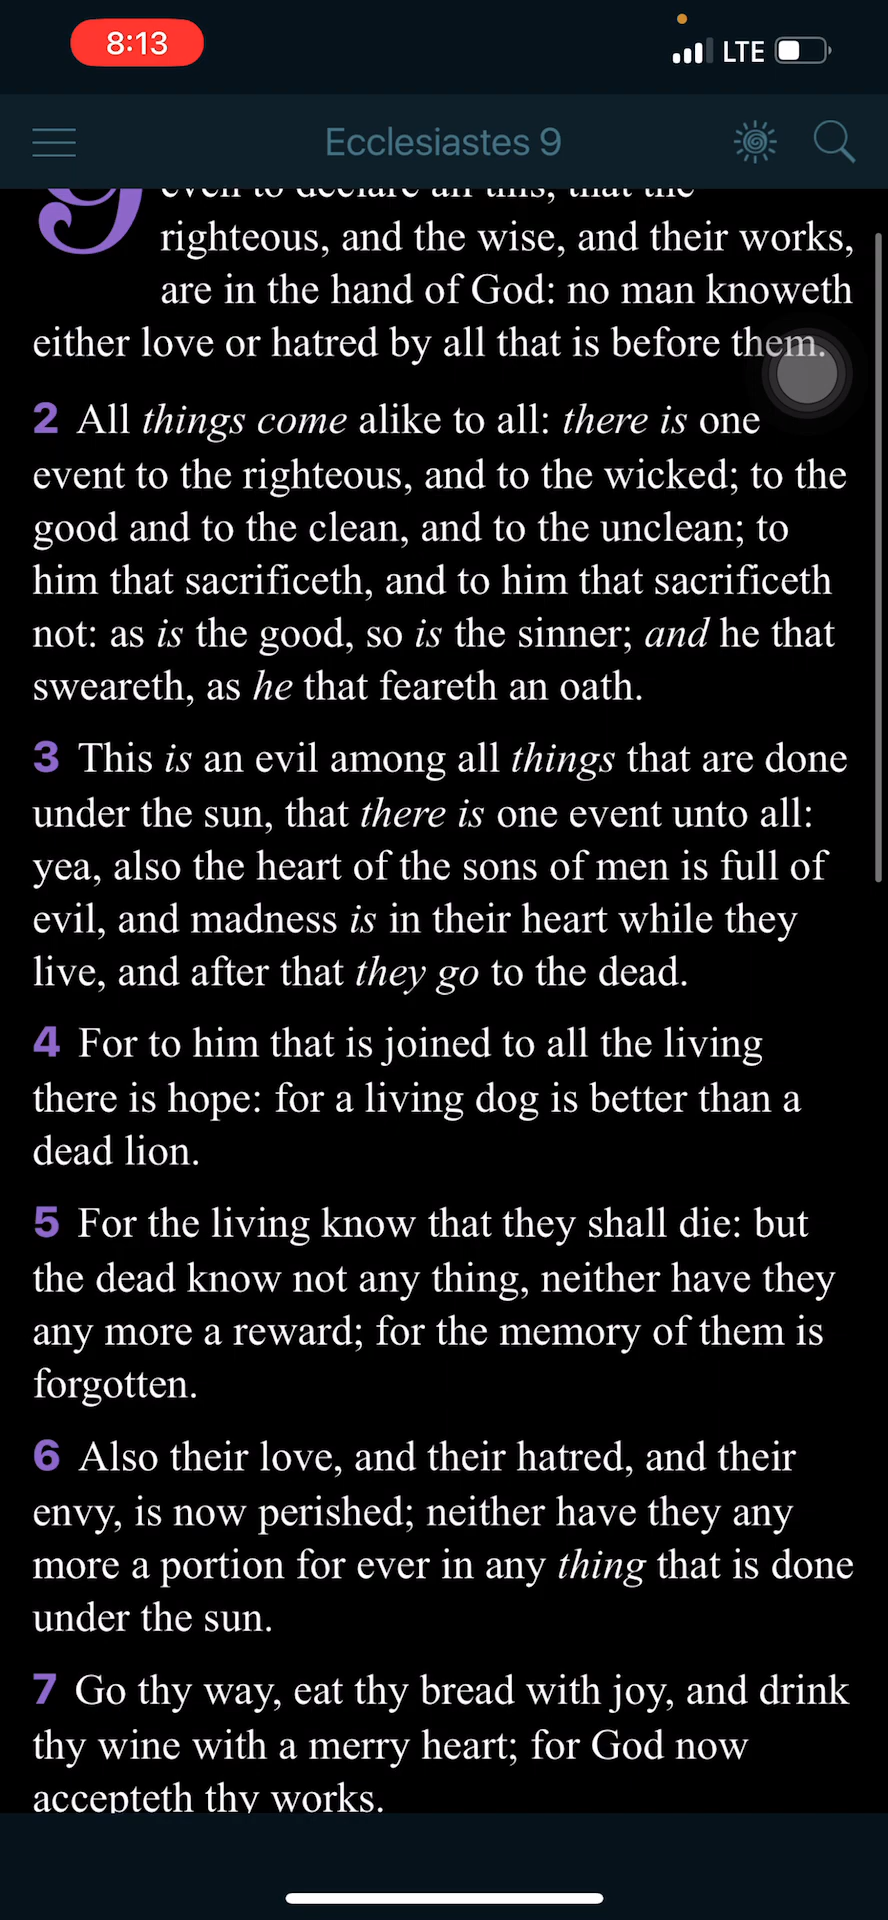 8:13
LTE
Ecclesiastes 9
9 even to declare all this, that the
righteous, and the wise, and their works,
are in the hand of God: no man knoweth
either love or hatred by all that is before them.
2 All things come alike to all: there is one
event to the righteous, and to the wicked; to the
good and to the clean, and to the unclean; to
him that sacrificeth, and to him that sacrificeth
not: as is the good, so is the sinner; and he that
sweareth, as he that feareth an oath.
3 This is an evil among all things that are done
under the sun, that there is one event unto all:
yea, also the heart of the sons of men is full of
evil, and madness is in their heart while they
live, and after that they go to the dead.
4 For to him that is joined to all the living
there is hope: for a living dog is better than a
dead lion.
5 For the living know that they shall die: but
the dead know not any thing, neither have they
any more a reward; for the memory of them is
forgotten.
6 Also their love, and their hatred, and their
envy, is now perished; neither have they any
more a portion for ever in any thing that is done
under the sun.
7 Go thy way, eat thy bread with joy, and drink
thy wine with a merry heart; for God now
accepteth thy works.